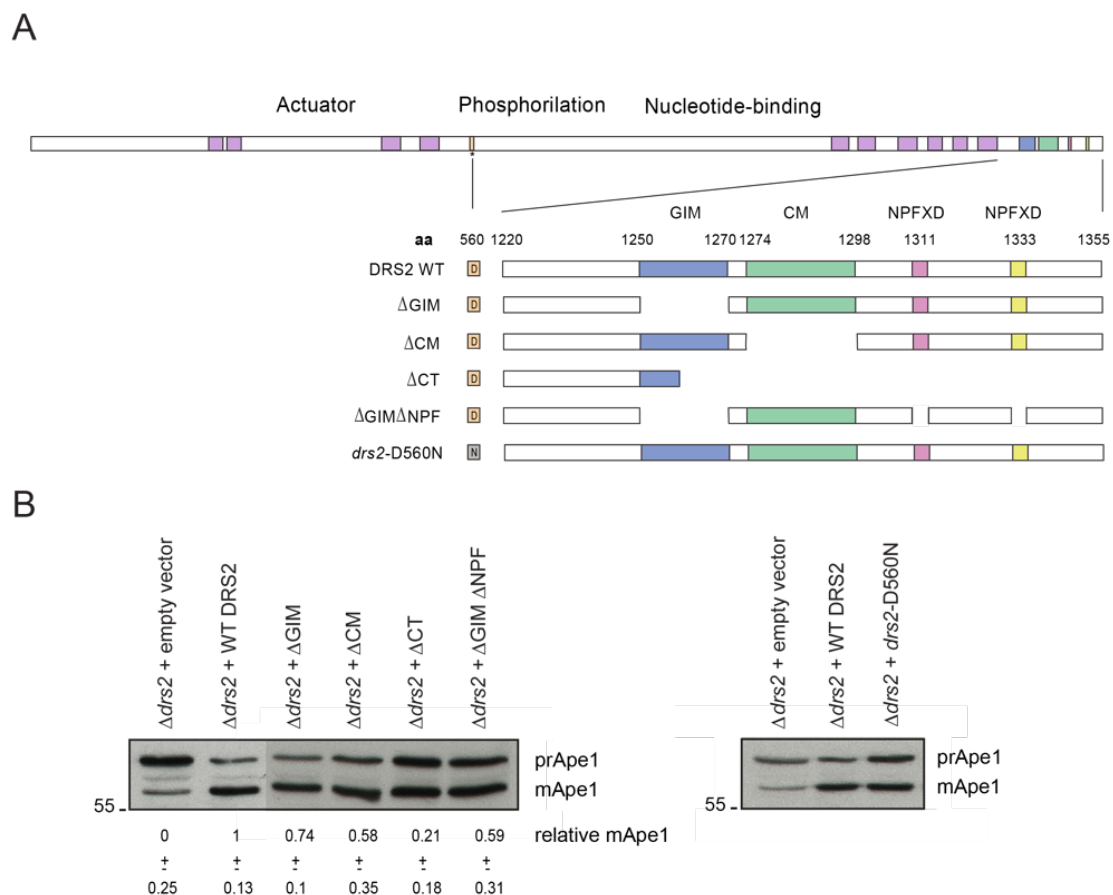 A
Actuator Phosphorilation Nucleotide-binding
*
GIM CM NPFXD NPFXD
aa 560 1220 1250 1270 1274 1298 1311 1333 1355
DRS2 WT D
ΔGIM D
ΔCM D
ΔCT D
ΔGIMΔNPF D
drs2-D560N N
B
Δdrs2 + empty vector
Δdrs2 + WT DRS2
Δdrs2 + ΔGIM
Δdrs2 + ΔCM
Δdrs2 + ΔCT
Δdrs2 + ΔGIM ΔNPF
prApe1
mApe1
55 -
0 1 0.74 0.58 0.21 0.59 relative mApe1
+ + + + + +
- - - - - -
0.25 0.13 0.1 0.35 0.18 0.31
Δdrs2 + empty vector
Δdrs2 + WT DRS2
Δdrs2 + drs2-D560N
prApe1
mApe1
55 -